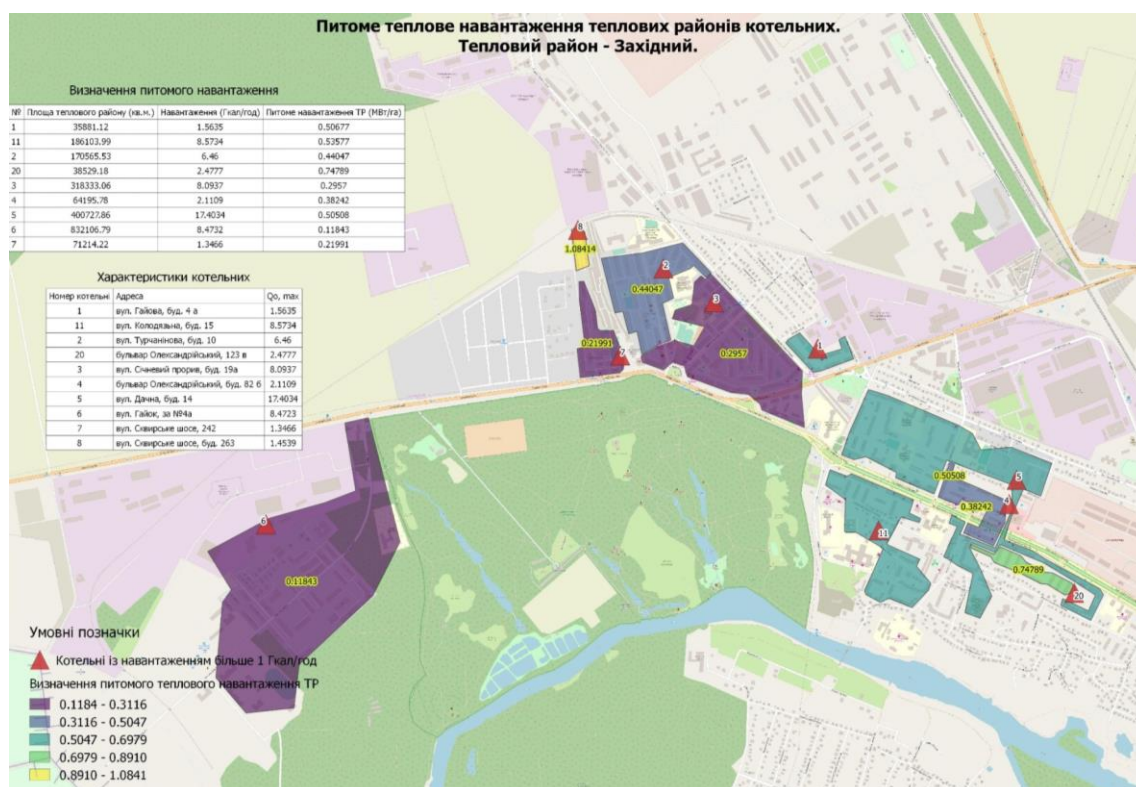 Питоме теплове навантаження теплових районів котельних.
Тепловий район - Західний.
Визначення питомого навантаження
№ Площа теплового району (кв.м.) Навантаження (Гкал/год) Питоме навантаження ТР (МВт/га)
1 35881.12 1.5635 0.50677
11 186103.99 8.5734 0.53577
2 170565.53 6.46 0.44047
20 38529.18 2.4777 0.74789
3 318333.06 8.0937 0.2957
4 64195.78 2.1109 0.38242
5 400727.86 17.4034 0.50508
6 832106.79 8.4732 0.11843
7 71214.22 1.3466 0.21991
Характеристики котельних
Номер котельні Адреса Qо, max
1 вул. Гайова, буд. 4 а 1.5635
11 вул. Колодязьна, буд. 15 8.5734
2 вул. Турчанінова, буд. 10 6.46
20 бульвар Олександрійський, 123 в 2.4777
3 вул. Січневий прорив, буд. 19а 8.0937
4 бульвар Олександрійський, буд. 82 б 2.1109
5 вул. Дачна, буд. 14 17.4034
6 вул. Гайок, за №4а 8.4723
7 вул. Сквирське шосе, 242 1.3466
8 вул. Сквирське шосе, буд. 263 1.4539
8
1.08414
2
0.44047
3
0.21991
0.2957
7
1
0.50508
5
4
0.38242
6
11
0.74789
0.11843
20
Умовні позначки
Котельні із навантаженням більше 1 Гкал/год
Визначення питомого теплового навантаження ТР
0.1184 - 0.3116
0.3116 - 0.5047
0.5047 - 0.6979
0.6979 - 0.8910
0.8910 - 1.0841